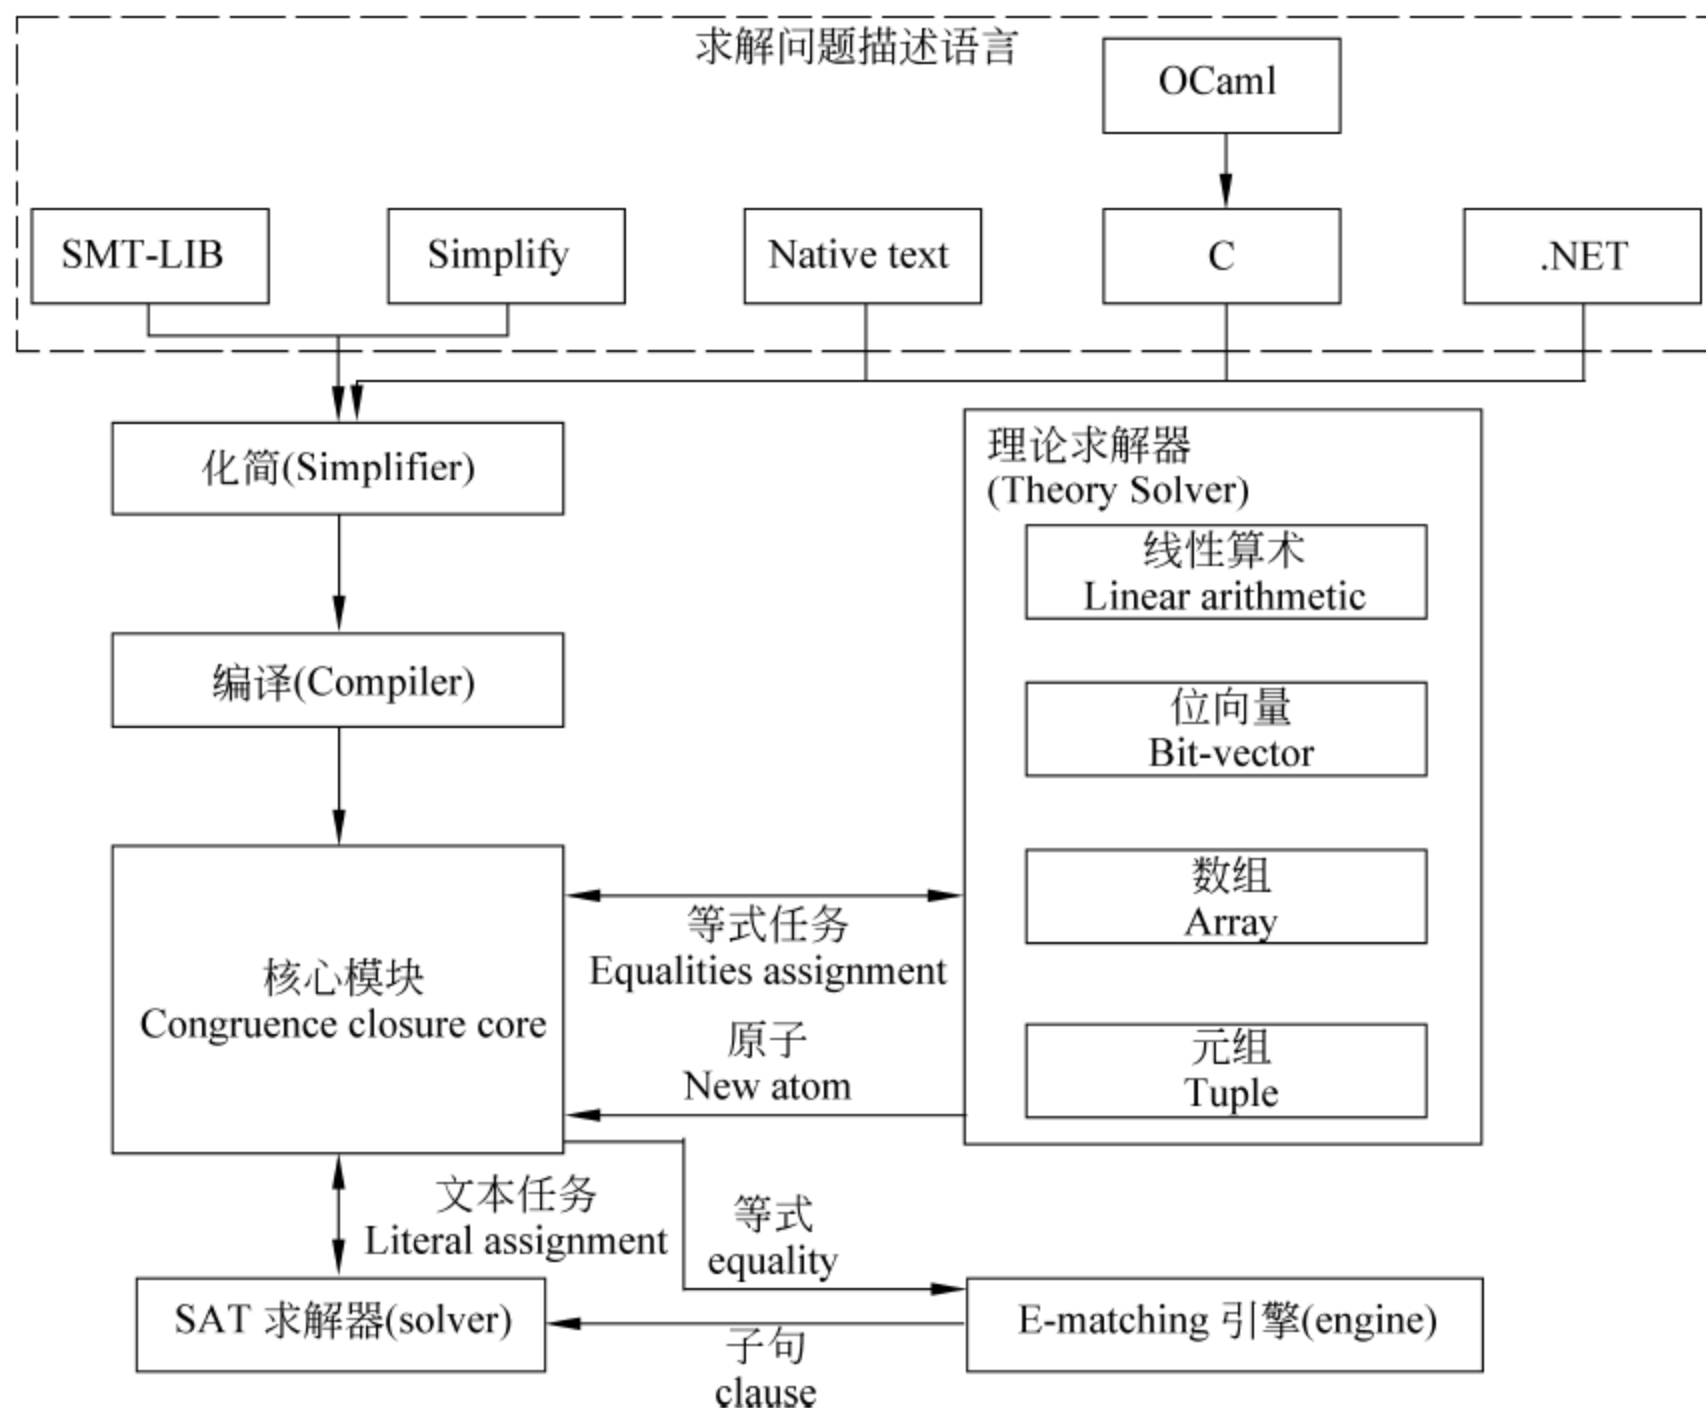 求解问题描述语言
OCaml
SMT-LIB
Simplify
Native text
C
.NET
化简(Simplifier)
理论求解器
(Theory Solver)
线性算术
Linear arithmetic
编译(Compiler)
位向量
Bit-vector
数组
Array
等式任务
Equalities assignment
核心模块
Congruence closure core
原子
New atom
元组
Tuple
文本任务
Literal assignment
等式
equality
SAT 求解器(solver)
E-matching 引擎(engine)
子句
clause